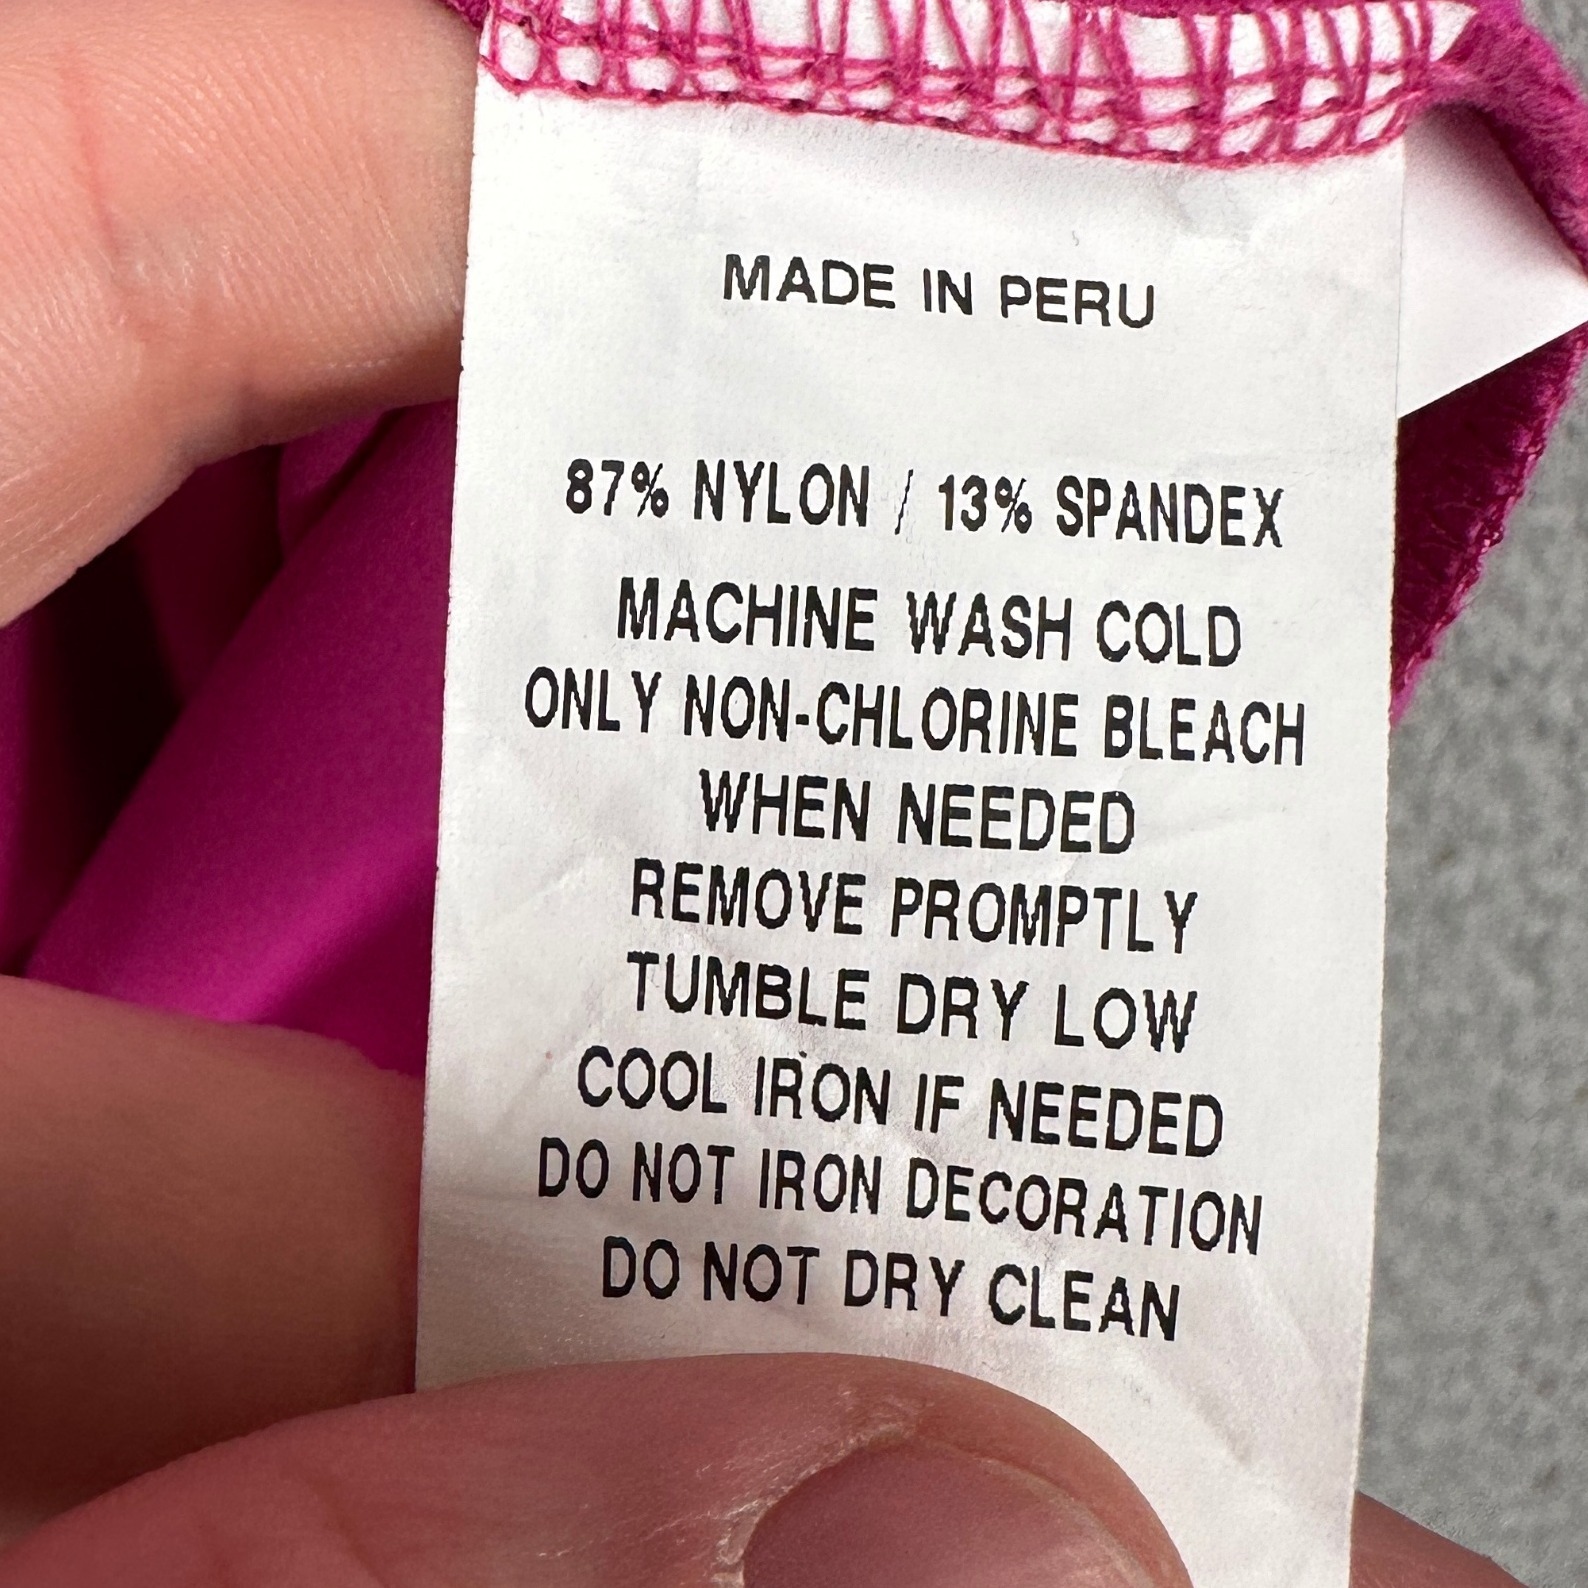 MADE IN PERU
87% NYLON / 13% SPANDEX
MACHINE WASH COLD
ONLY NON-CHLORINE BLEACH
WHEN NEEDED
REMOVE PROMPTLY
TUMBLE DRY LOW
COOL IRON IF NEEDED
DO NOT IRON DECORATION
DO NOT DRY CLEAN